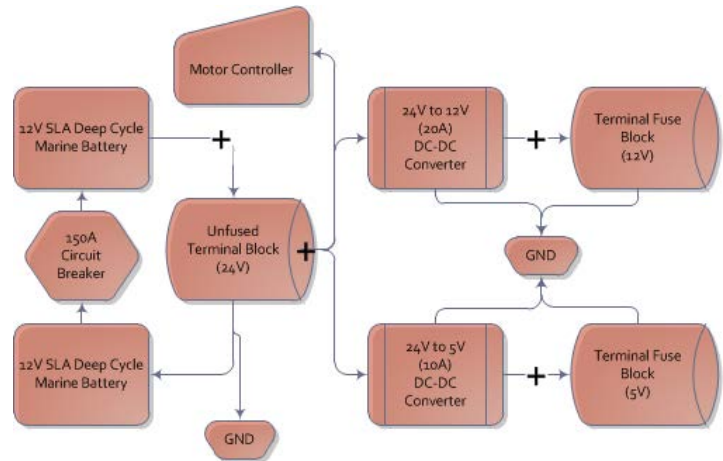 Motor Controller
12V SLA Deep Cycle
Marine Battery
+
24V to 12V
(20A)
DC-DC
Converter
+
Terminal Fuse
Block
(12V)
150A
Circuit
Breaker
Unfused
Terminal Block
(24V)
+
GND
12V SLA Deep Cycle
Marine Battery
24V to 5V
(10A)
DC-DC
Converter
+
Terminal Fuse
Block
(5V)
GND